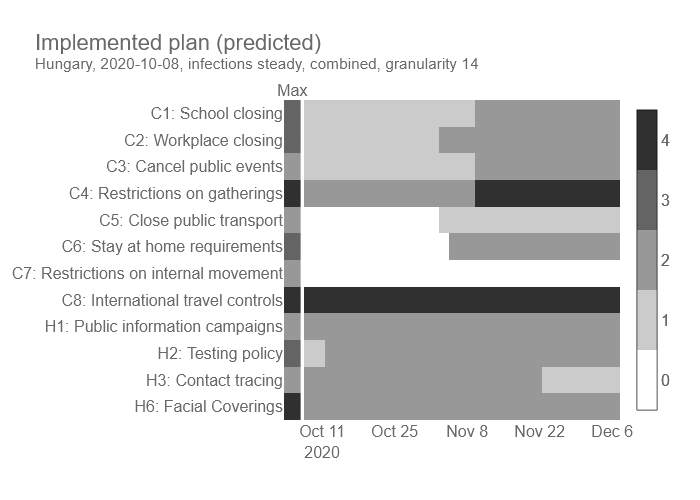 Implemented plan (predicted)
Hungary, 2020-10-08, infections steady, combined, granularity 14
Max
C1: School closing
C2: Workplace closing
C3: Cancel public events
C4: Restrictions on gatherings
C5: Close public transport
C6: Stay at home requirements
C7: Restrictions on internal movement
C8: International travel controls
H1: Public information campaigns
H2: Testing policy
H3: Contact tracing
H6: Facial Coverings
4
3
2
1
0
Oct 11 Oct 25 Nov 8 Nov 22 Dec 6
2020